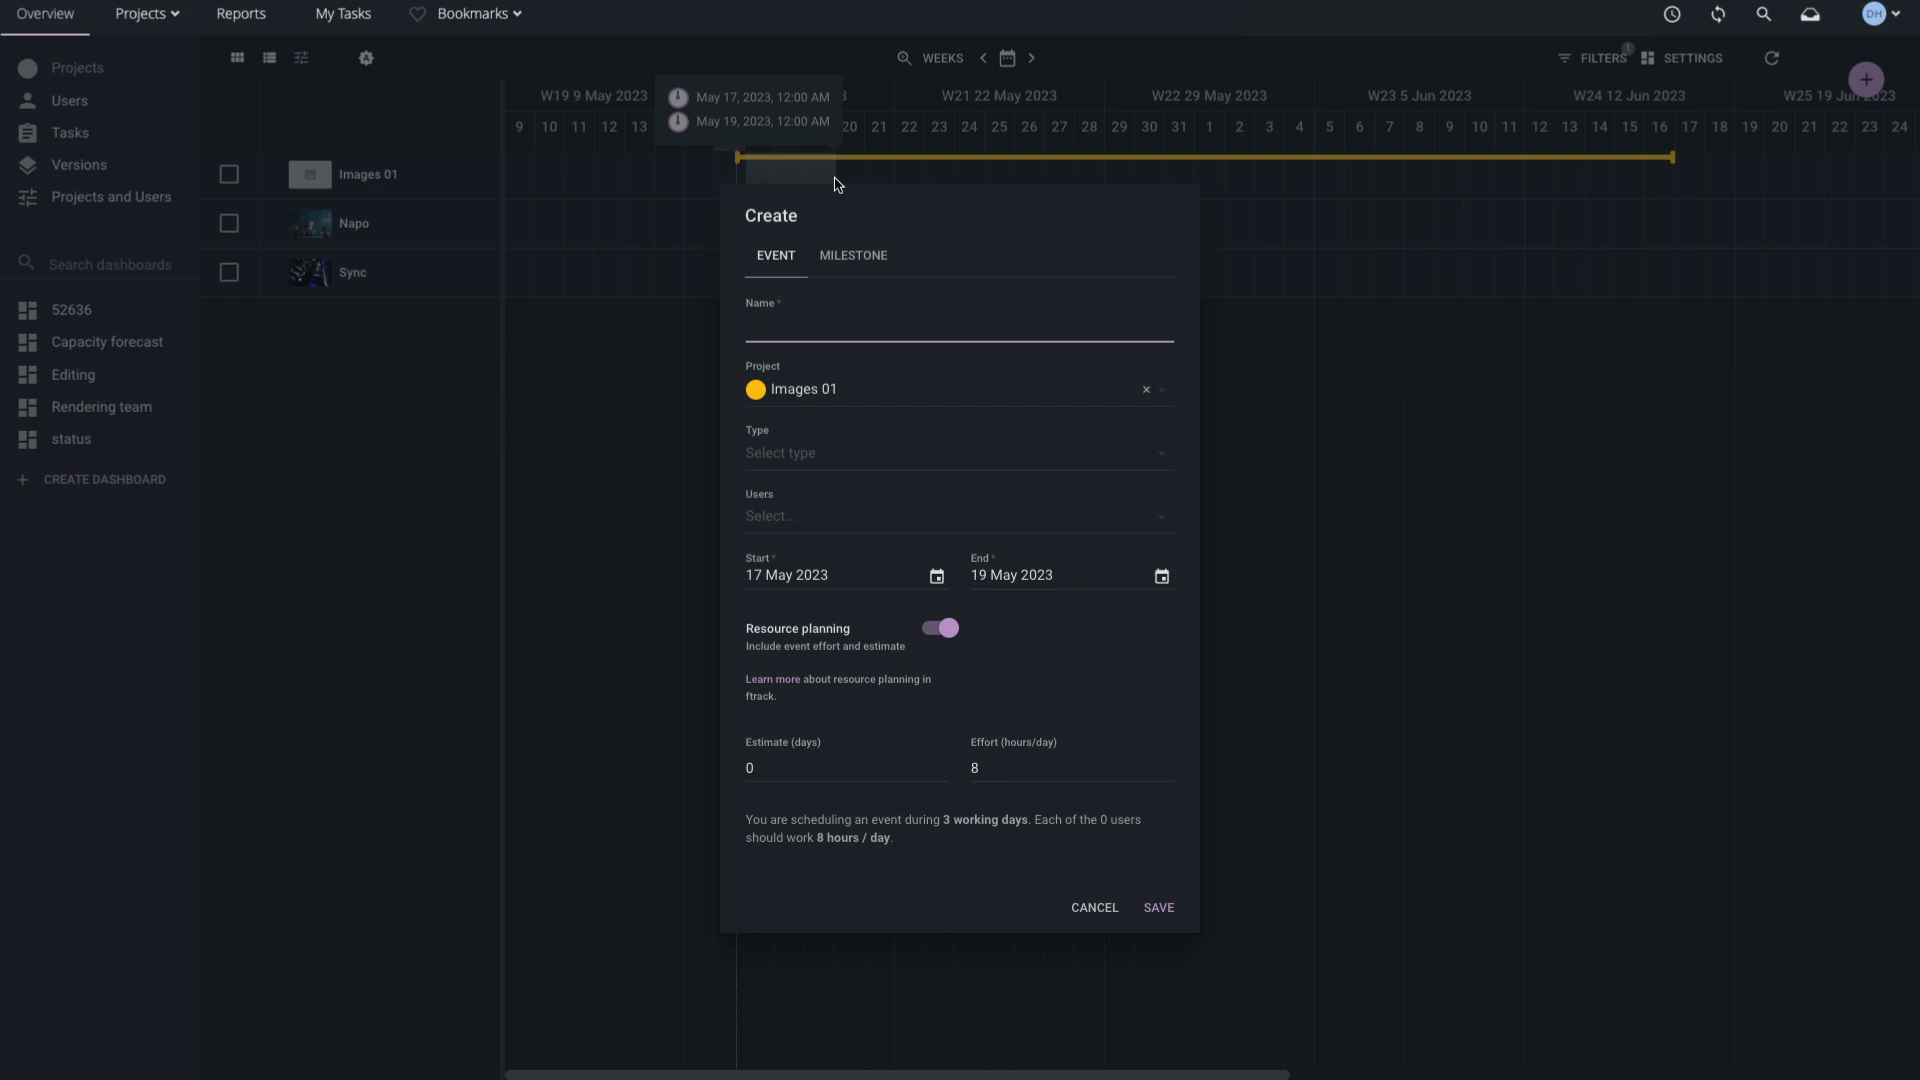 Overview
Projects
Reports
My Tasks
Bookmarks
DH
Projects
Users
Tasks
Versions
Projects and Users
Search dashboards
52636
Capacity forecast
Editing
Rendering team
status
+ CREATE DASHBOARD
WEEKS
FILTERS
1
SETTINGS
+
W19 9 May 2023
3
W21 22 May 2023
W22 29 May 2023
W23 5 Jun 2023
W24 12 Jun 2023
W25 19 Jun 2023
May 17, 2023, 12:00 AM
May 19, 2023, 12:00 AM
9 10 11 12 13 20 21 22 23 24 25 26 27 28 29 30 31 1 2 3 4 5 6 7 8 9 10 11 12 13 14 15 16 17 18 19 20 21 22 23 24
Images 01
Napo
Sync
Create
EVENT MILESTONE
Name *
Project
Images 01
Type
Select type
Users
Select...
Start * End *
17 May 2023 19 May 2023
Resource planning
Include event effort and estimate
Learn more about resource planning in
ftrack.
Estimate (days) Effort (hours/day)
0 8
You are scheduling an event during 3 working days. Each of the 0 users
should work 8 hours / day.
CANCEL SAVE